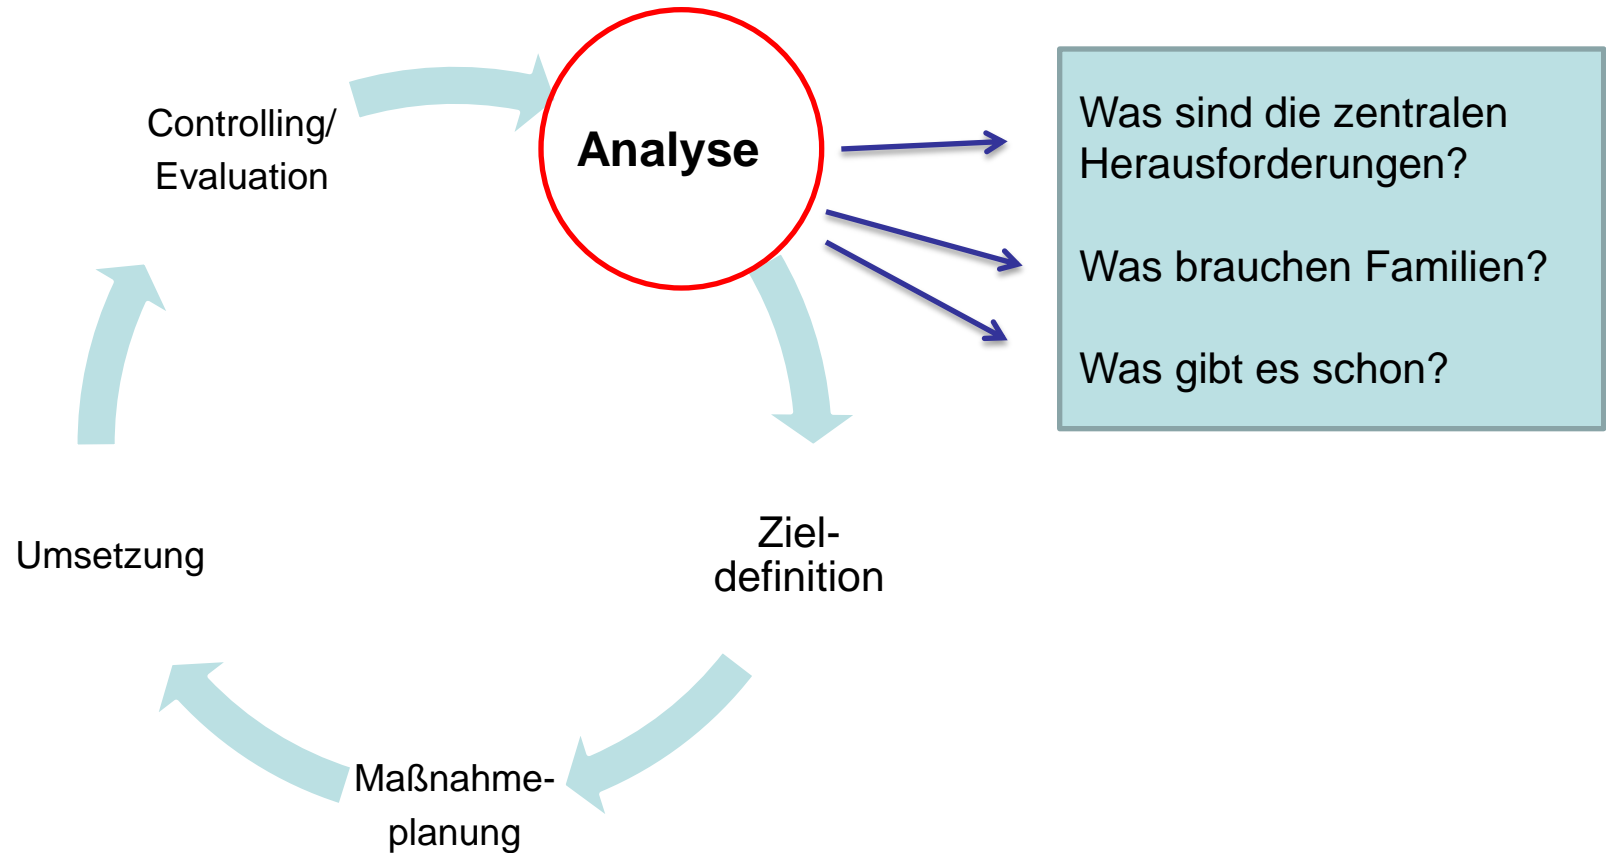 Controlling/
Evaluation
Analyse
Was sind die zentralen
Herausforderungen?
Was brauchen Familien?
Was gibt es schon?
Ziel-
definition
Maßnahme-
planung
Umsetzung